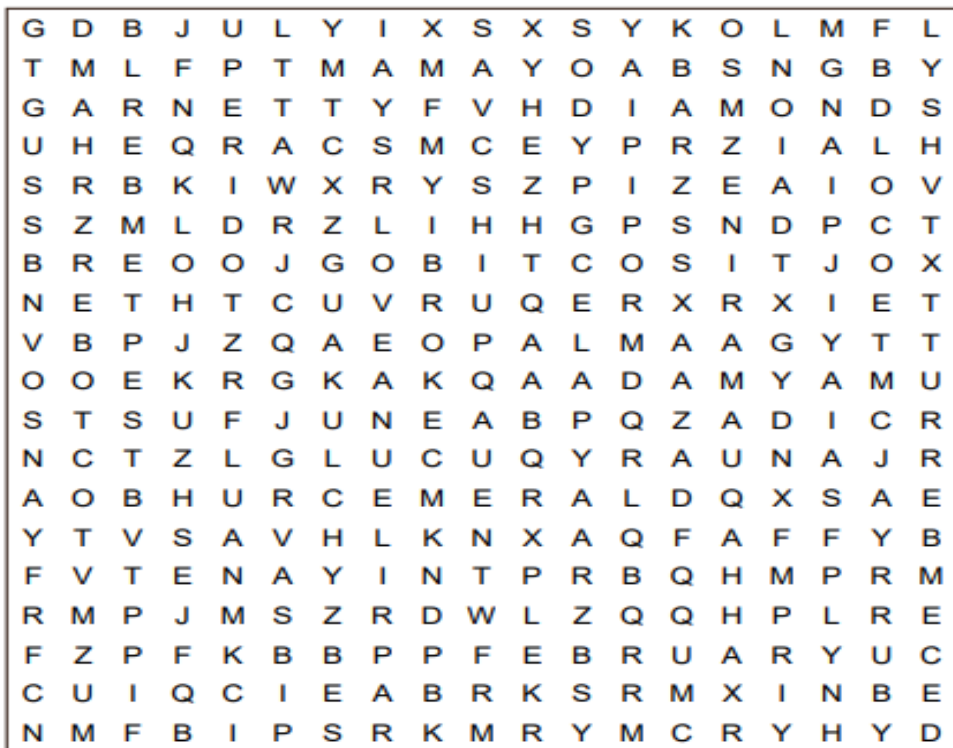 G D B J U L Y I X S X S Y K O L M F L
T M L F P T M A M A Y O A B S N G B Y
G A R N E T T Y F V H D I A M O N D S
U H E Q R A C S M C E Y P R Z I A L H
S R B K I W X R Y S Z P I Z E A I O V
S Z M L D R Z L I H H G P S N D P C T
B R E O O J G O B I T C O S I T J O X
N E T H T C U V R U Q E R X R X I E T
V B P J Z Q A E O P A L M A A G Y T T
O O E K R G K A K Q A A D A M Y A M U
S T S U F J U N E A B P Q Z A D I C R
N C T Z L G L U C U Q Y R A U N A J R
A O B H U R C E M E R A L D Q X S A E
Y T V S A V H L K N X A Q F A F F Y B
F V T E N A Y I N T P R B Q H M P R M
R M P J M S Z R D W L Z Q Q H P L R E
F Z P F K B B P P F E B R U A R Y U C
C U I Q C I E A B R K S R M X I N B E
N M F B I P S R K M R Y M C R Y H Y D